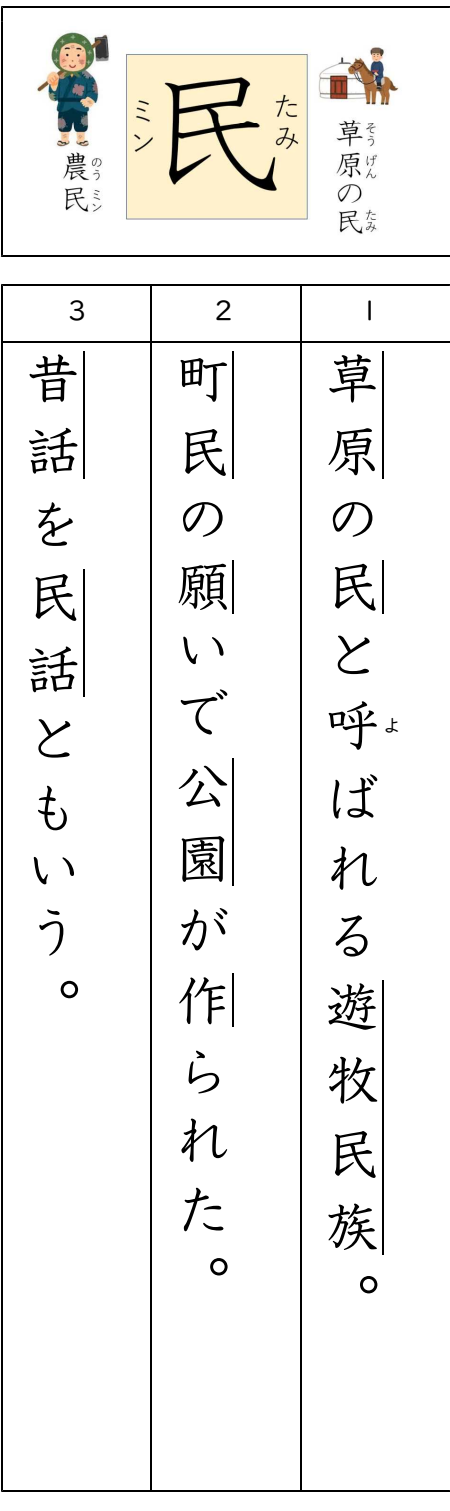 草原の民
そうげん たみ
たみ
民
ミン
農民
のうミン
1
草原の民と呼ばれる遊牧民族。
よ
2
町民の願いで公園が作られた。
3
昔話を民話ともいう。